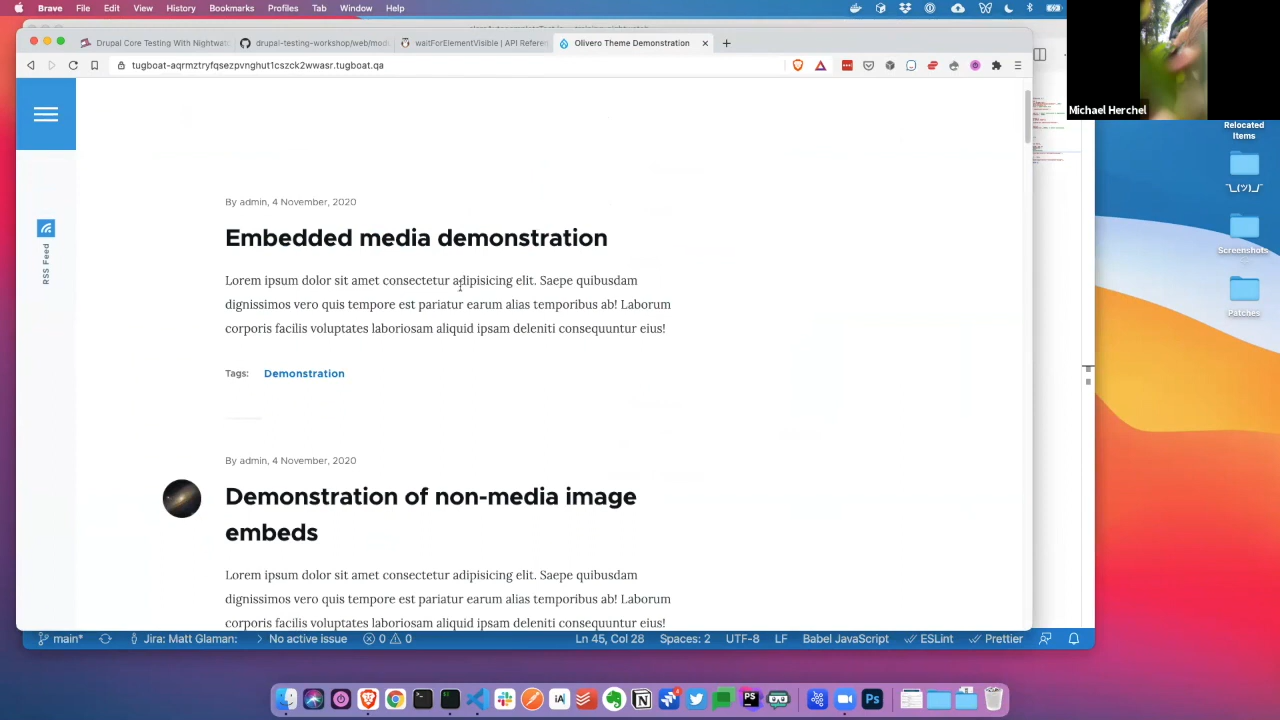 Brave File Edit View History Bookmarks Profiles Tab Window Help
Drupal Core Testing With Nightwat
drupal-testing-workshop/web/mod
waitForElementVisible | API Referen
Olivero Theme Demonstration
tugboat-aqrmztryfqsezpvnghut1cszck2wwasr.tugboat.qa
Michael Herchel
Relocated
Items
¯\_(ツ)_/¯
Screenshots
Patches
RSS Feed
By admin, 4 November, 2020
Embedded media demonstration
Lorem ipsum dolor sit amet consectetur adipisicing elit. Saepe quibusdam
dignissimos vero quis tempore est pariatur earum alias temporibus ab! Laborum
corporis facilis voluptates laboriosam aliquid ipsam deleniti consequuntur eius!
Tags: Demonstration
By admin, 4 November, 2020
Demonstration of non-media image
embeds
Lorem ipsum dolor sit amet consectetur adipisicing elit. Saepe quibusdam
dignissimos vero quis tempore est pariatur earum alias temporibus ab! Laborum
corporis facilis voluptates laboriosam aliquid ipsam deleniti consequuntur eius!
main* Jira: Matt Glaman: No active issue 0 0 Ln 45, Col 28 Spaces: 2 UTF-8 LF Babel JavaScript ESLint Prettier